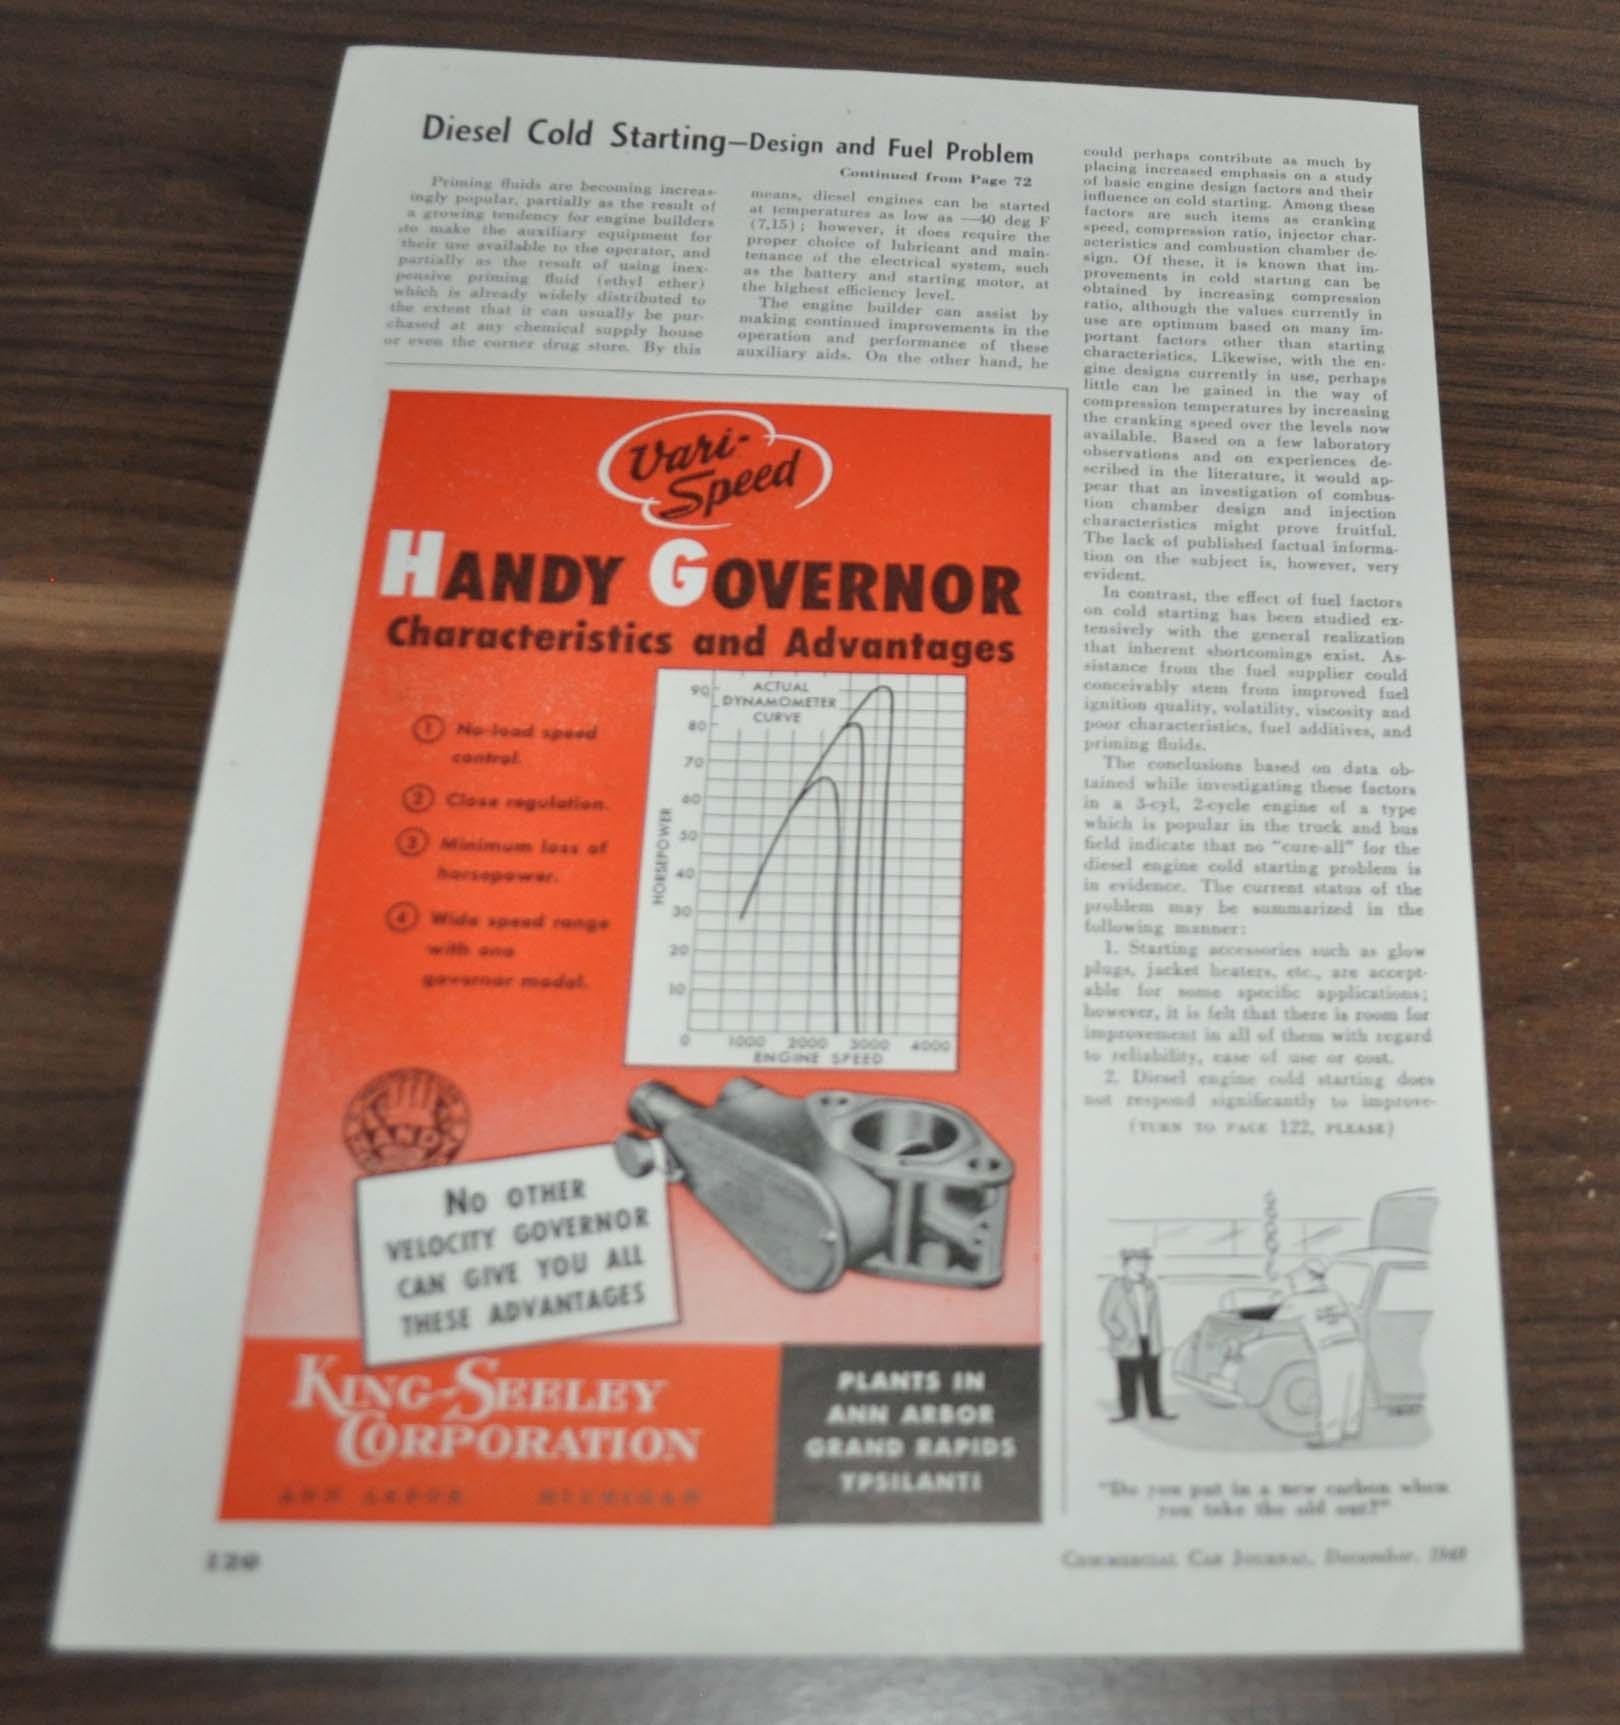 Diesel Cold Starting—Design and Fuel Problem
Continued from Page 72
Priming fluids are becoming increas-
ingly popular, partially as the result of
a growing tendency for engine builders
to make the auxiliary equipment for
their use available to the operator, and
partially as the result of using inex-
pensive priming fluid (ethyl ether)
which is already widely distributed to
the extent that it can usually be pur-
chased at any chemical supply house
or even the corner drug store. By this
means, diesel engines can be started
at temperatures as low as —40 deg F
(7,15); however, it does require the
proper choice of lubricant and main-
tenance of the electrical system, such
as the battery and starting motor, at
the highest efficiency level.
The engine builder can assist by
making continued improvements in the
operation and performance of these
auxiliary aids. On the other hand, he
could perhaps contribute as much by
placing increased emphasis on a study
of basic engine design factors and their
influence on cold starting. Among these
factors are such items as cranking
speed, compression ratio, injector char-
acteristics and combustion chamber de-
sign. Of these, it is known that im-
provements in cold starting can be
obtained by increasing compression
ratio, although the values currently in
use are optimum based on many im-
portant factors other than starting
characteristics. Likewise, with the en-
gine designs currently in use, perhaps
little can be gained in the way of
compression temperatures by increasing
the cranking speed over the levels now
available. Based on a few laboratory
observations and on experiences de-
scribed in the literature, it would ap-
pear that an investigation of combus-
tion chamber design and injection
characteristics might prove fruitful.
The lack of published factual informa-
tion on the subject is, however, very
evident.
In contrast, the effect of fuel factors
on cold starting has been studied ex-
tensively with the general realization
that inherent shortcomings exist. As-
sistance from the fuel supplier could
conceivably stem from improved fuel
ignition quality, volatility, viscosity and
poor characteristics, fuel additives, and
priming fluids.
The conclusions based on data ob-
tained while investigating these factors
in a 3-cyl, 2-cycle engine of a type
which is popular in the truck and bus
field indicate that no "cure-all" for the
diesel engine cold starting problem is
in evidence. The current status of the
problem may be summarized in the
following manner:
1. Starting accessories such as glow
plugs, jacket heaters, etc., are accept-
able for some specific applications;
however, it is felt that there is room for
improvement in all of them with regard
to reliability, ease of use or cost.
2. Diesel engine cold starting does
not respond significantly to improve-
(TURN TO PAGE 122, PLEASE)
Vari-
Speed
HANDY GOVERNOR
Characteristics and Advantages
1 No-load speed
control.
2 Close regulation.
3 Minimum loss of
horsepower.
4 Wide speed range
with one
governor model.
ACTUAL
DYNAMOMETER
CURVE
HORSEPOWER
90
80
70
60
50
40
30
20
10
0 1000 2000 3000 4000
ENGINE SPEED
HANDY
NO OTHER
VELOCITY GOVERNOR
CAN GIVE YOU ALL
THESE ADVANTAGES
KING-SEELEY
CORPORATION
ANN ARBOR MICHIGAN
PLANTS IN
ANN ARBOR
GRAND RAPIDS
YPSILANTI
"Do you put in a new carbon when
you take the old out?"
120
COMMERCIAL CAR JOURNAL, December, 1948